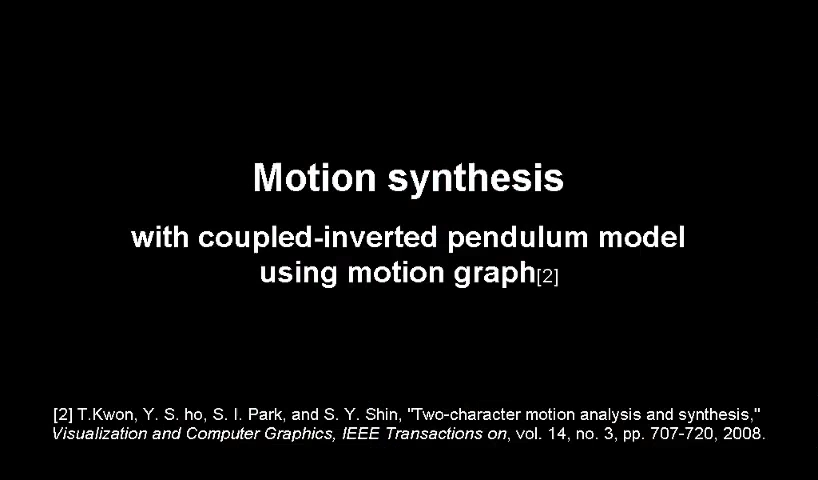 Motion synthesis
with coupled-inverted pendulum model
using motion graph[2]
[2] T.Kwon, Y. S. ho, S. I. Park, and S. Y. Shin, "Two-character motion analysis and synthesis,"
Visualization and Computer Graphics, IEEE Transactions on, vol. 14, no. 3, pp. 707-720, 2008.